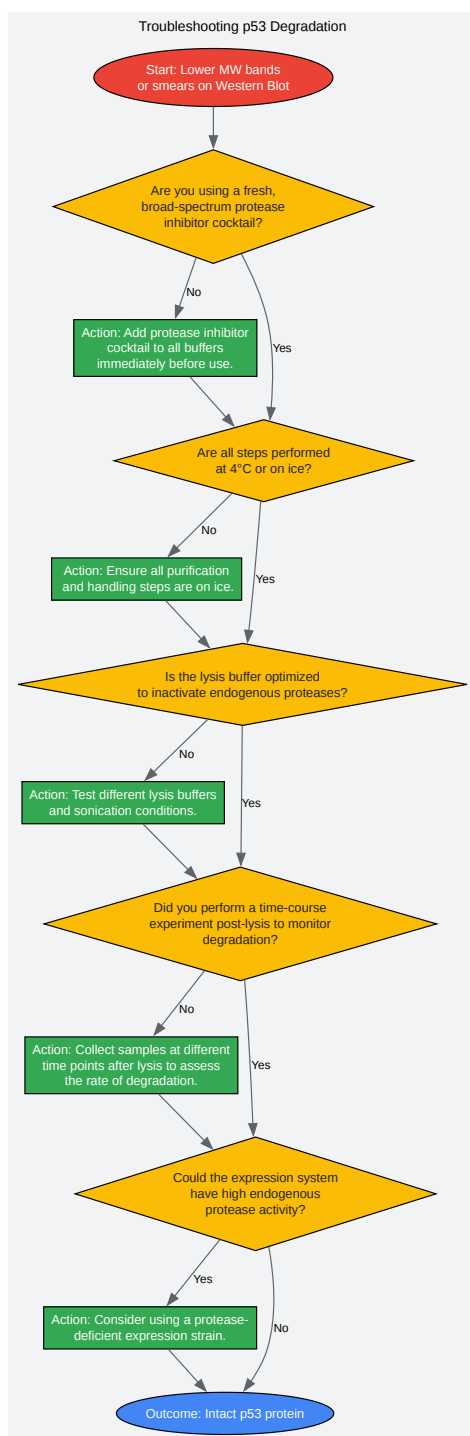 Troubleshooting p53 Degradation
Start: Lower MW bands
or smears on Western Blot
Are you using a fresh,
broad-spectrum protease
inhibitor cocktail?
No
Action: Add protease inhibitor
cocktail to all buffers
immediately before use.
Yes
Are all steps performed
at 4°C or on ice?
No
Action: Ensure all purification
and handling steps are on ice.
Yes
Is the lysis buffer optimized
to inactivate endogenous proteases?
No
Action: Test different lysis buffers
and sonication conditions.
Yes
Did you perform a time-course
experiment post-lysis to monitor
degradation?
No
Action: Collect samples at different
time points after lysis to assess
the rate of degradation.
Yes
Could the expression system
have high endogenous
protease activity?
Yes
Action: Consider using a protease-
deficient expression strain.
No
Outcome: Intact p53 protein